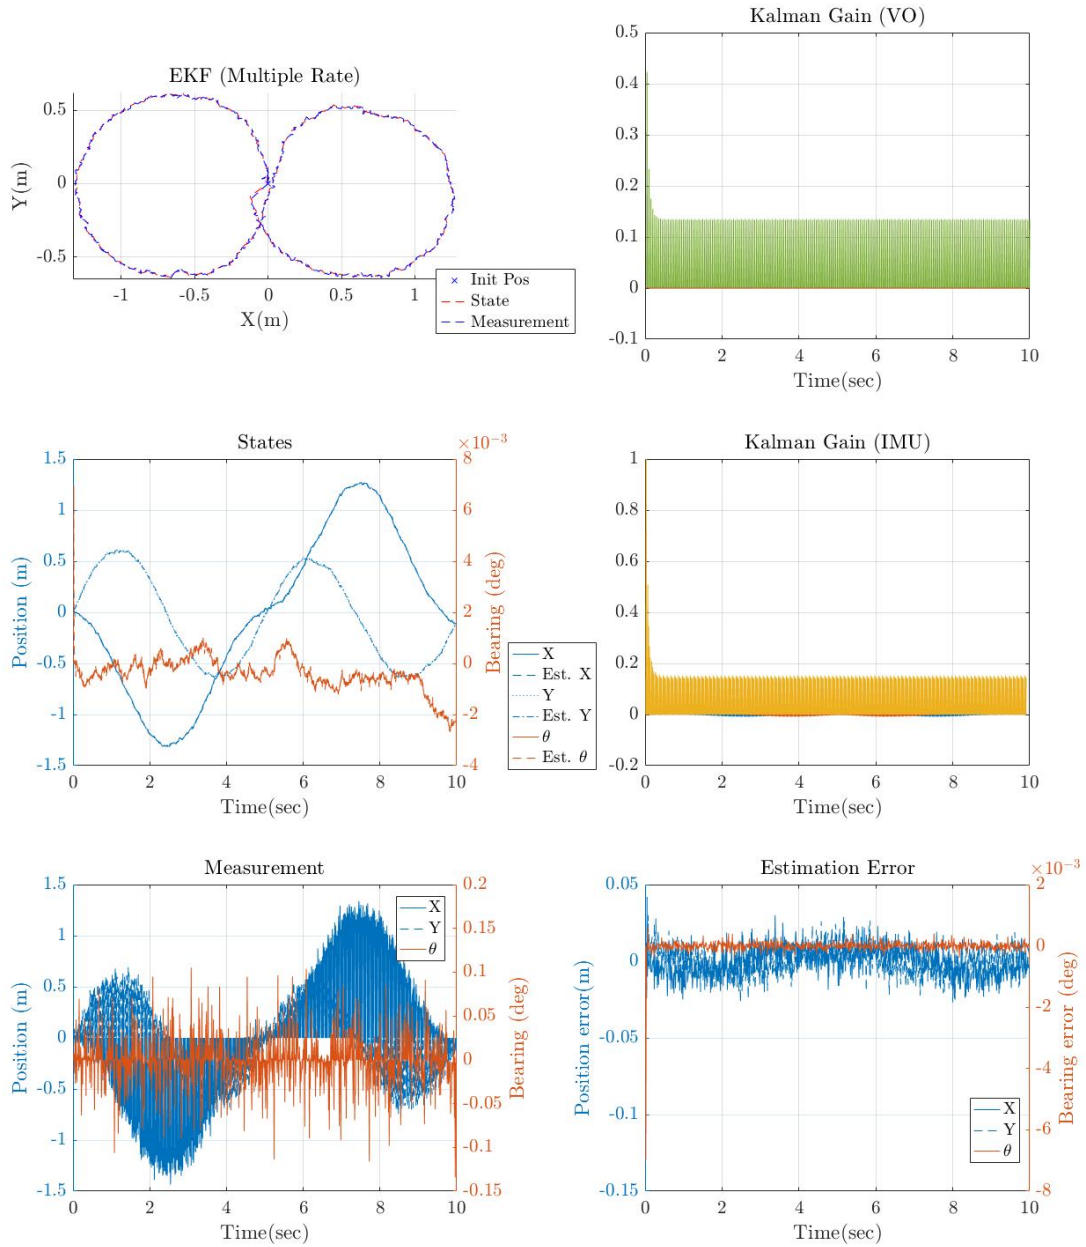 EKF (Multiple Rate)
0.5
0
-0.5
Y(m)
-1
-0.5
0
0.5
1
X(m)
Init Pos
State
Measurement
Kalman Gain (VO)
0.5
0.4
0.3
0.2
0.1
0
-0.1
0
2
4
6
8
10
Time(sec)
States
×10⁻³
1.5
1
0.5
0
-0.5
-1
-1.5
Position (m)
8
6
4
2
0
-2
-4
Bearing (deg)
0
2
4
6
8
10
Time(sec)
X
Est. X
Y
Est. Y
θ
Est. θ
Kalman Gain (IMU)
1
0.8
0.6
0.4
0.2
0
-0.2
0
2
4
6
8
10
Time(sec)
Measurement
1.5
1
0.5
0
-0.5
-1
-1.5
Position (m)
0.2
0.15
0.1
0.05
0
-0.05
-0.1
-0.15
Bearing (deg)
X
Y
θ
0
2
4
6
8
10
Time(sec)
Estimation Error
×10⁻³
0.05
0
-0.05
-0.1
-0.15
Position error(m)
2
0
-2
-4
-6
-8
Bearing error (deg)
X
Y
θ
0
2
4
6
8
10
Time(sec)